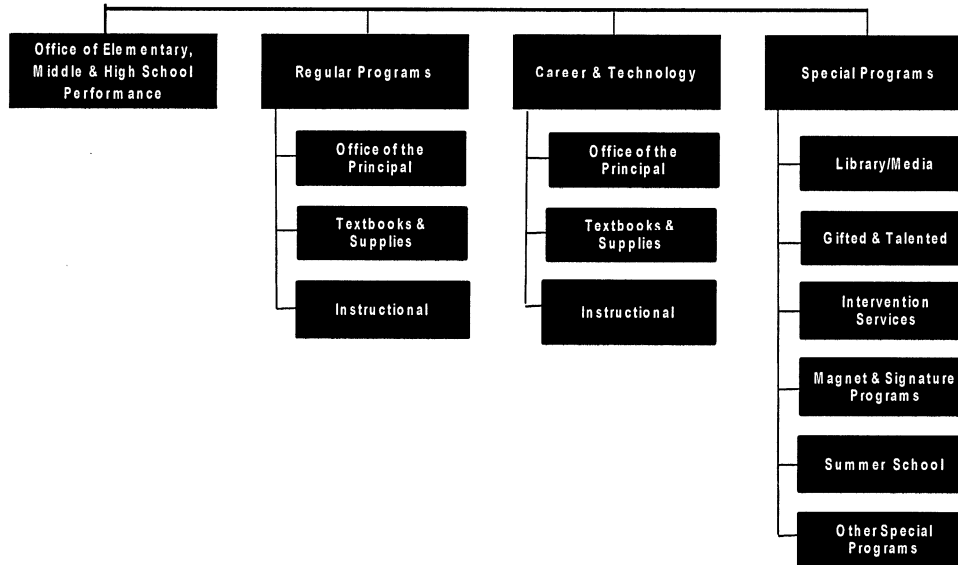 Office of Elementary,
Middle & High School
Performance
Regular Programs
Career & Technology
Special Programs
Office of the
Principal
Textbooks &
Supplies
Instructional
Office of the
Principal
Textbooks &
Supplies
Instructional
Library/Media
Gifted & Talented
Intervention
Services
Magnet & Signature
Programs
Summer School
Other Special
Programs